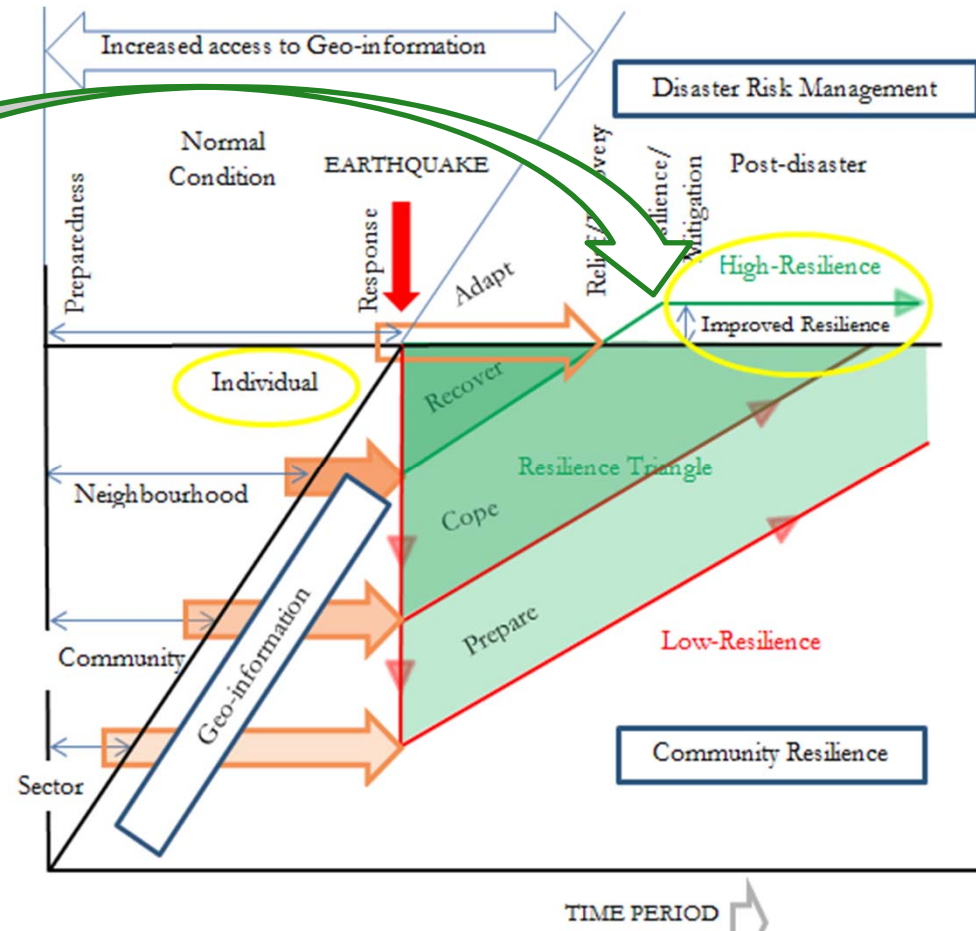 Increased access to Geo-information
Disaster Risk Management
Normal
Condition
EARTHQUAKE
Post-disaster
Preparedness
Response
Adapt
Mitigation
High-Resilience
Improved Resilience
Individual
Recover
Resilience Triangle
Neighbourhood
Cope
Geo-information
Prepare
Community
Low-Resilience
Sector
Community Resilience
TIME PERIOD